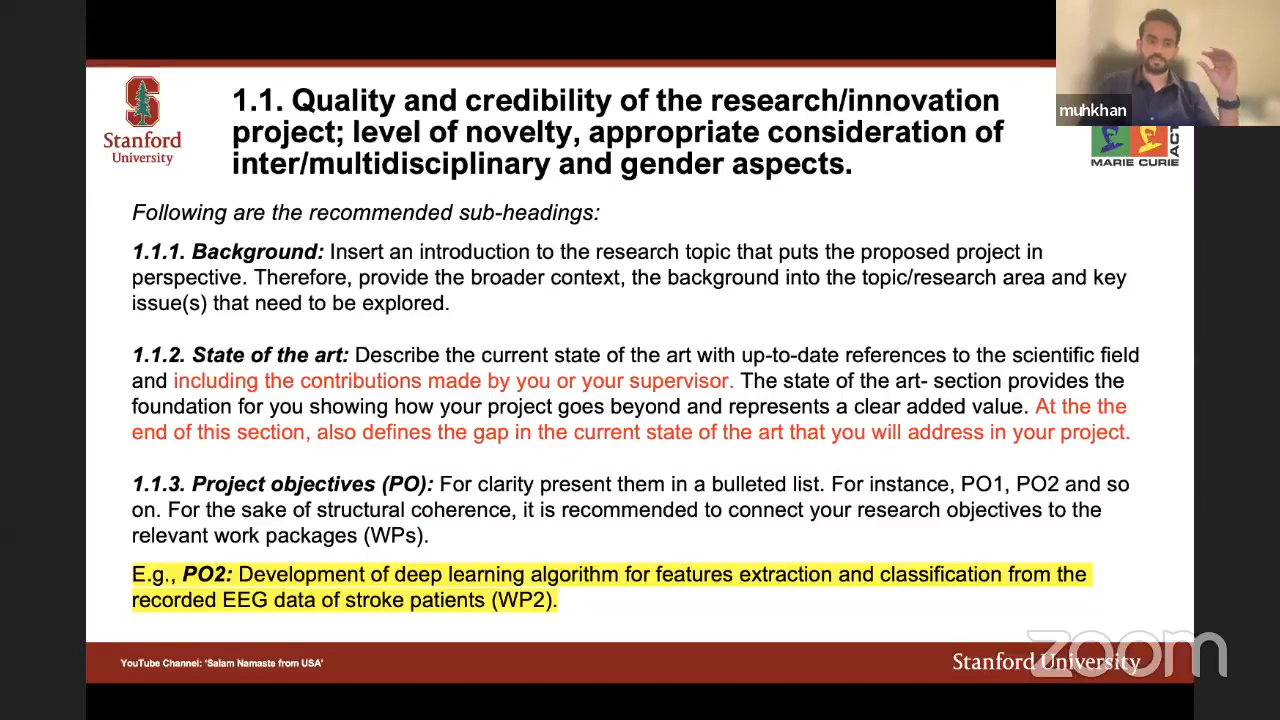 muhkhan
S
Stanford
University
MARIE CURIE
ACT
1.1. Quality and credibility of the research/innovation
project; level of novelty, appropriate consideration of
inter/multidisciplinary and gender aspects.
Following are the recommended sub-headings:
1.1.1. Background: Insert an introduction to the research topic that puts the proposed project in
perspective. Therefore, provide the broader context, the background into the topic/research area and key
issue(s) that need to be explored.
1.1.2. State of the art: Describe the current state of the art with up-to-date references to the scientific field
and including the contributions made by you or your supervisor. The state of the art- section provides the
foundation for you showing how your project goes beyond and represents a clear added value. At the the
end of this section, also defines the gap in the current state of the art that you will address in your project.
1.1.3. Project objectives (PO): For clarity present them in a bulleted list. For instance, PO1, PO2 and so
on. For the sake of structural coherence, it is recommended to connect your research objectives to the
relevant work packages (WPs).
E.g., PO2: Development of deep learning algorithm for features extraction and classification from the
recorded EEG data of stroke patients (WP2).
YouTube Channel: 'Salam Namaste from USA'
Stanford University
zoom